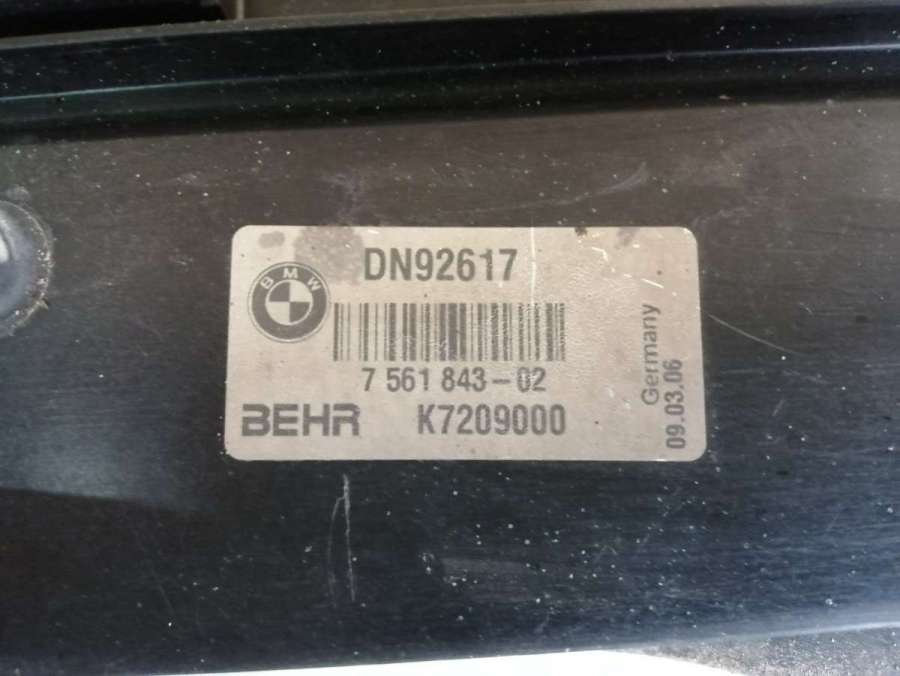 DN92617
BMW
7 561 843-02
BEHR K7209000
Germany
09.03.06